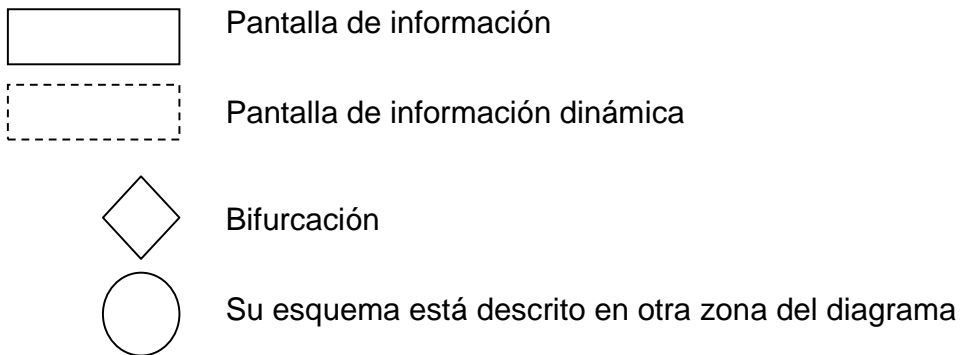 Pantalla de información
Pantalla de información dinámica
Bifurcación
Su esquema está descrito en otra zona del diagrama